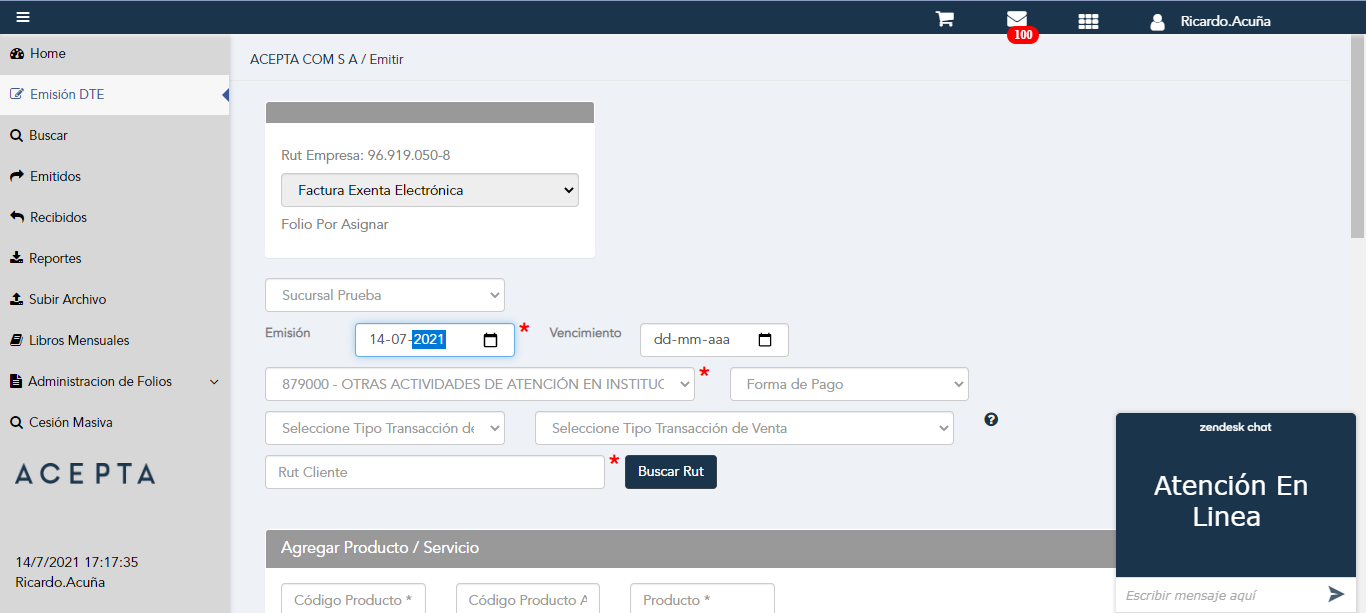 Ricardo.Acuña
100
Home
Emisión DTE
Buscar
Emitidos
Recibidos
Reportes
Subir Archivo
Libros Mensuales
Administracion de Folios
Cesión Masiva
ACEPTA
14/7/2021 17:17:35
Ricardo.Acuña
ACEPTA COM S A / Emitir
Rut Empresa: 96.919.050-8
Factura Exenta Electrónica
Folio Por Asignar
Sucursal Prueba
Emisión 14-07-2021 * Vencimiento dd-mm-aaa
879000 - OTRAS ACTIVIDADES DE ATENCIÓN EN INSTITUC * Forma de Pago
Seleccione Tipo Transacción de Seleccione Tipo Transacción de Venta ?
Rut Cliente * Buscar Rut
Agregar Producto / Servicio
Código Producto * Código Producto A Producto *
zendesk chat
Atención En
Linea
Escribir mensaje aquí